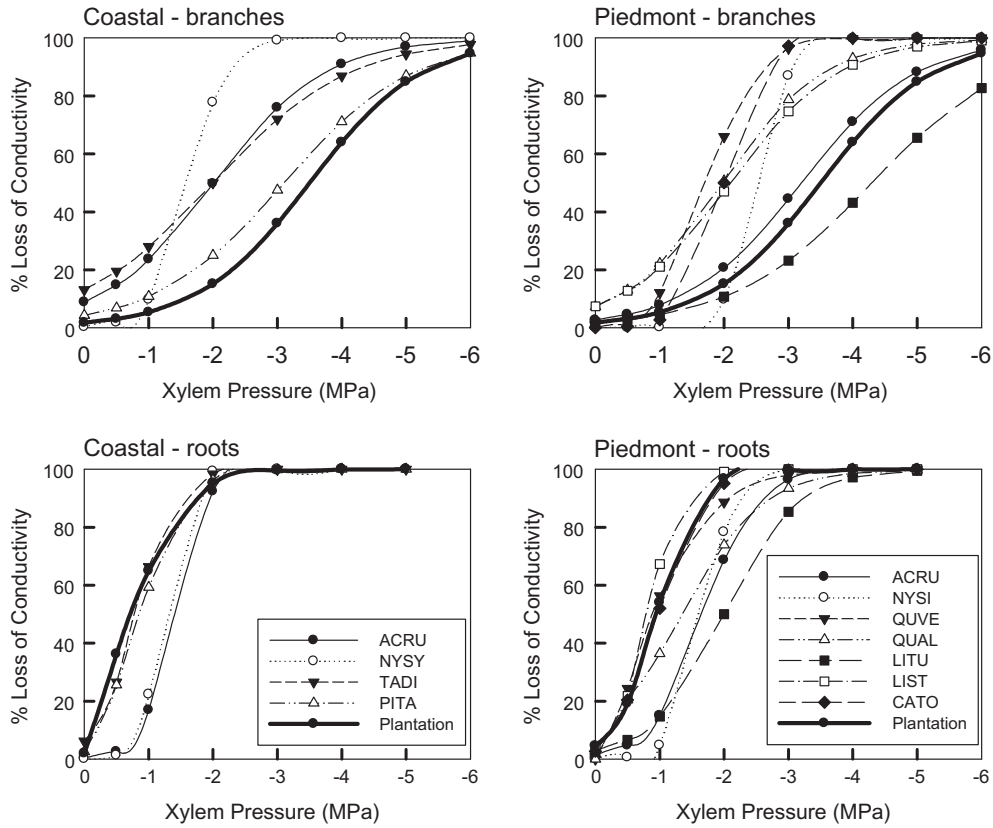 Coastal - branches
% Loss of Conductivity
100
80
60
40
20
0
0 -1 -2 -3 -4 -5 -6
Xylem Pressure (MPa)
Piedmont - branches
% Loss of Conductivity
100
80
60
40
20
0
0 -1 -2 -3 -4 -5 -6
Xylem Pressure (MPa)
Coastal - roots
% Loss of Conductivity
100
80
60
40
20
0
ACRU
NYSY
TADI
PITA
Plantation
0 -1 -2 -3 -4 -5 -6
Xylem Pressure (MPa)
Piedmont - roots
% Loss of Conductivity
100
80
60
40
20
0
ACRU
NYSI
QUVE
QUAL
LITU
LIST
CATO
Plantation
0 -1 -2 -3 -4 -5 -6
Xylem Pressure (MPa)